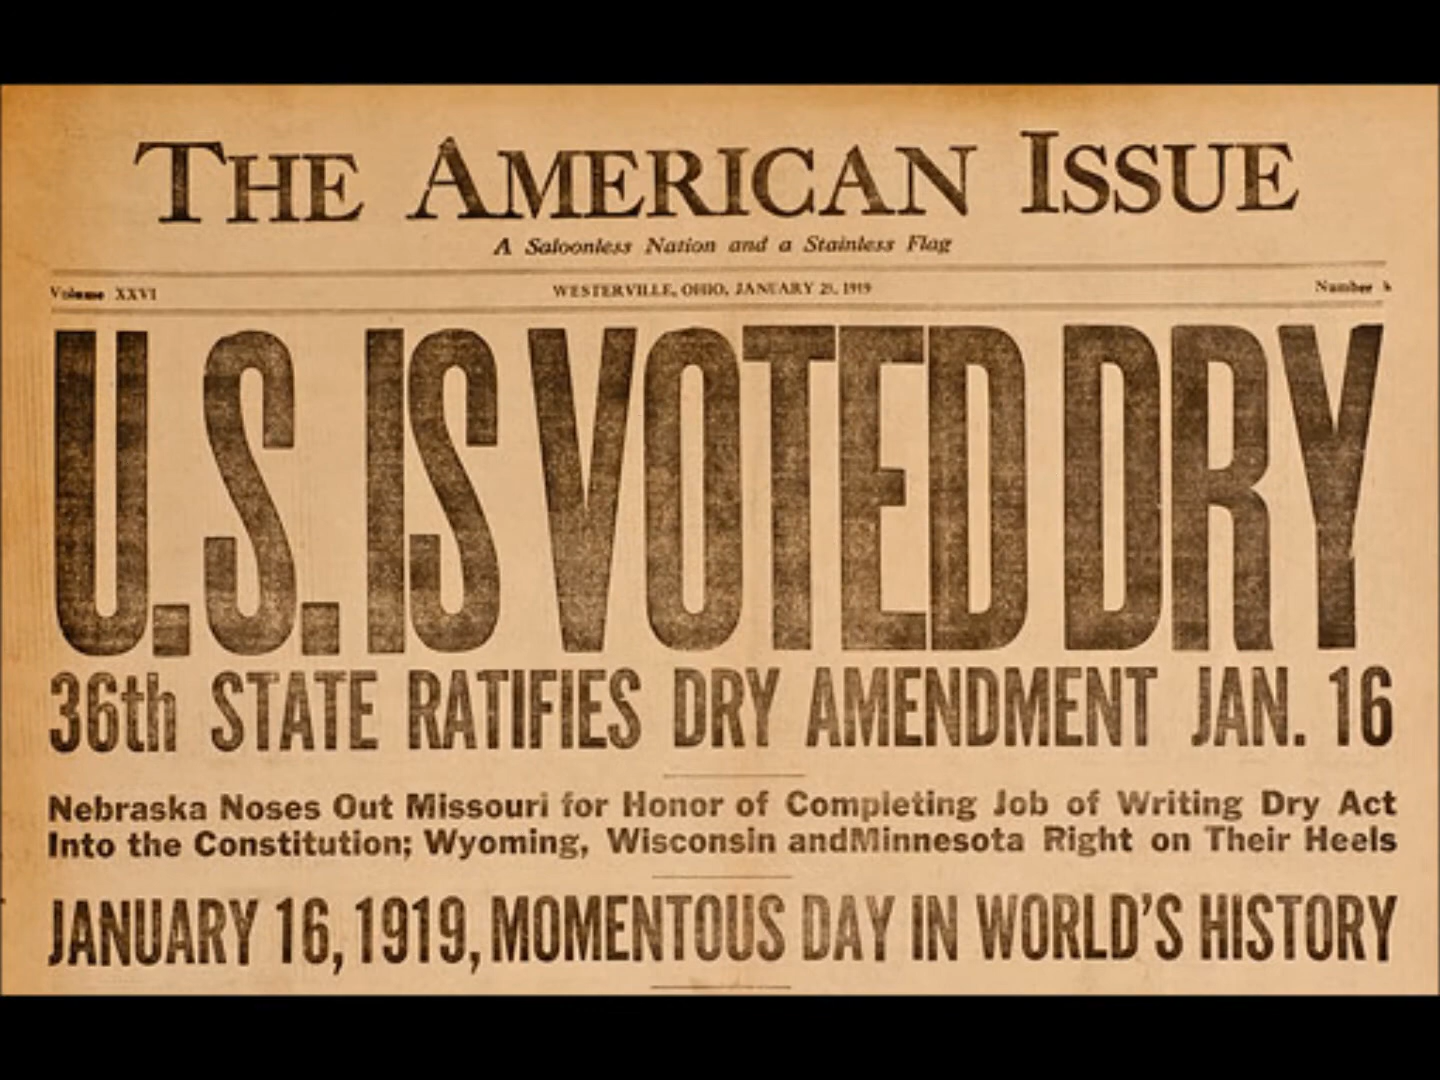 THE AMERICAN ISSUE
A Saloonless Nation and a Stainless Flag
Volume XXVI WESTERVILLE, OHIO, JANUARY 25, 1919 Number
U.S. IS VOTED DRY
36th STATE RATIFIES DRY AMENDMENT JAN. 16
Nebraska Noses Out Missouri for Honor of Completing Job of Writing Dry Act
Into the Constitution; Wyoming, Wisconsin andMinnesota Right on Their Heels
JANUARY 16, 1919, MOMENTOUS DAY IN WORLD'S HISTORY